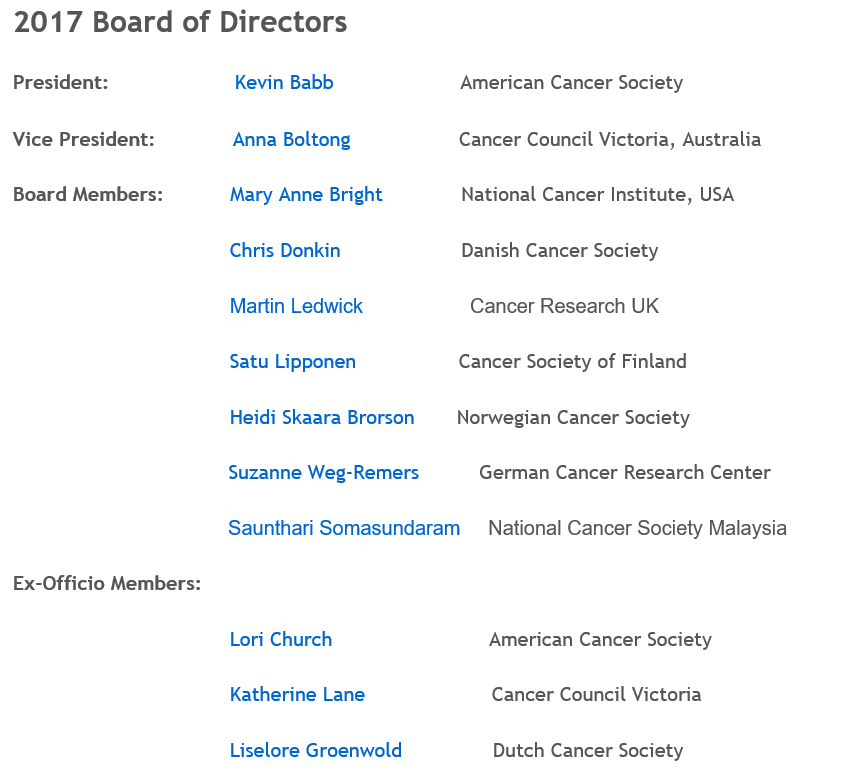 2017 Board of Directors
President: Kevin Babb American Cancer Society
Vice President: Anna Boltong Cancer Council Victoria, Australia
Board Members: Mary Anne Bright National Cancer Institute, USA
Chris Donkin Danish Cancer Society
Martin Ledwick Cancer Research UK
Satu Lipponen Cancer Society of Finland
Heidi Skaara Brorson Norwegian Cancer Society
Suzanne Weg-Remers German Cancer Research Center
Saunthari Somasundaram National Cancer Society Malaysia
Ex-Officio Members:
Lori Church American Cancer Society
Katherine Lane Cancer Council Victoria
Liselore Groenwold Dutch Cancer Society